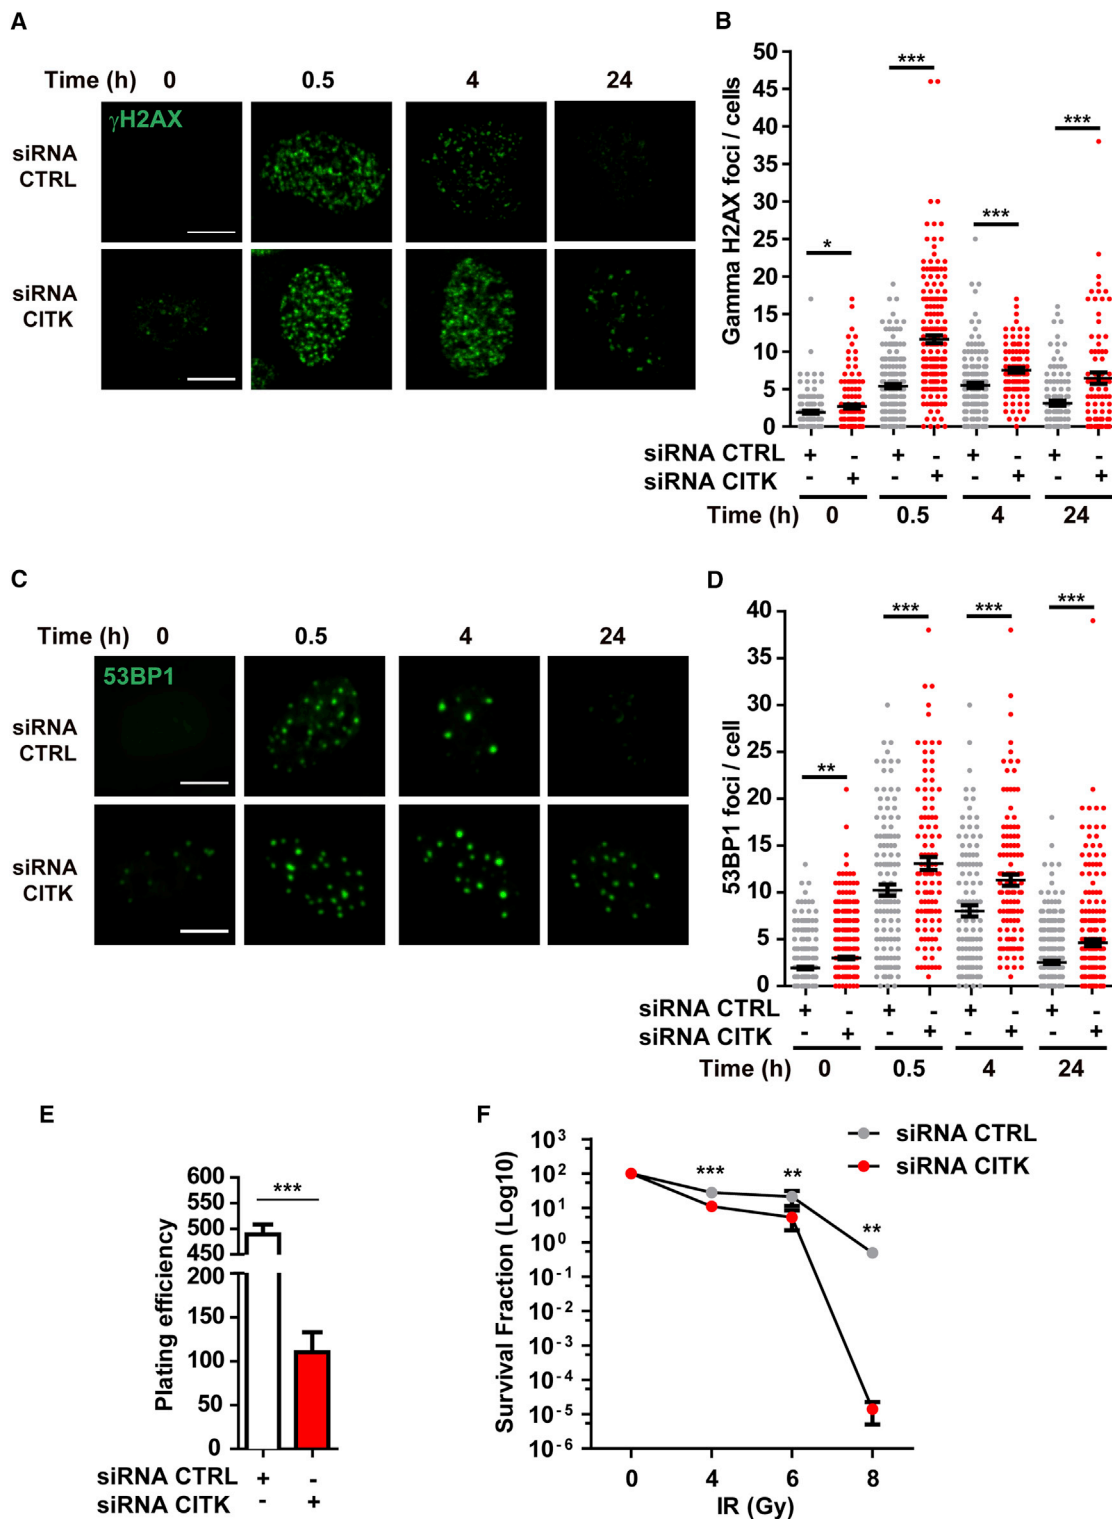 A
Time (h) 0 0.5 4 24
γH2AX
siRNA
CTRL
siRNA
CITK
B
Gamma H2AX foci / cells
50
45
40
35
30
25
20
15
10
5
0
* *** *** ***
siRNA CTRL + - + - + - + -
siRNA CITK - + - + - + - +
Time (h) 0 0.5 4 24
C
Time (h) 0 0.5 4 24
53BP1
siRNA
CTRL
siRNA
CITK
D
53BP1 foci / cell
40
35
30
25
20
15
10
5
0
** *** *** ***
siRNA CTRL + - + - + - + -
siRNA CITK - + - + - + - +
Time (h) 0 0.5 4 24
E
Plating efficiency
600
550
500
450
200
150
100
50
0
***
siRNA CTRL + -
siRNA CITK - +
F
siRNA CTRL
siRNA CITK
Survival Fraction (Log10)
10³
10²
10¹
10⁰
10⁻¹
10⁻²
10⁻³
10⁻⁴
10⁻⁵
10⁻⁶
*** ** **
0 4 6 8
IR (Gy)